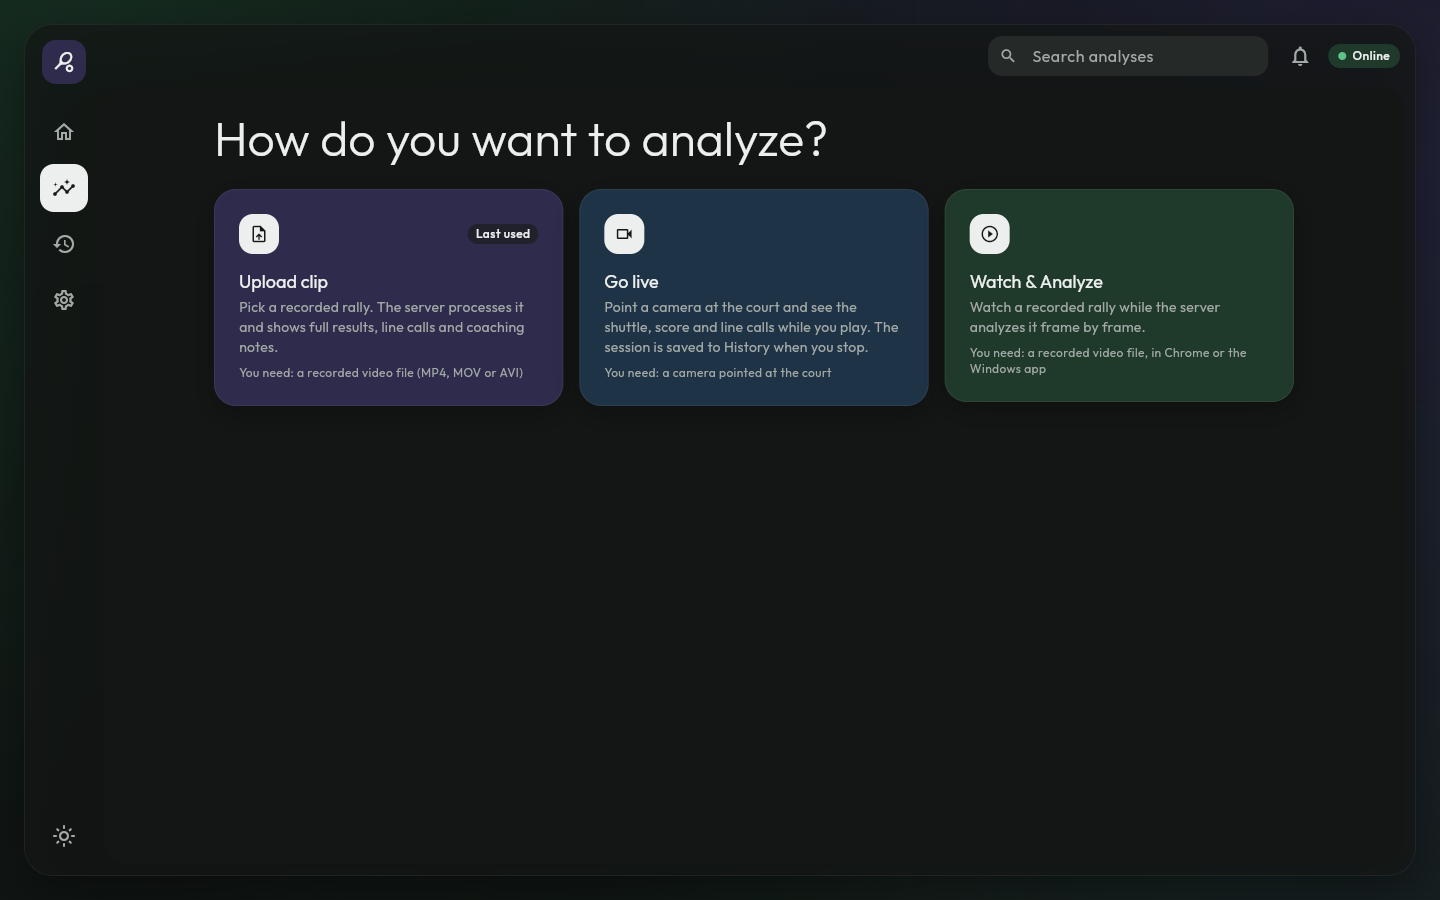 Search analyses
Online
How do you want to analyze?
Last used
Upload clip
Pick a recorded rally. The server processes it
and shows full results, line calls and coaching
notes.
You need: a recorded video file (MP4, MOV or AVI)
Go live
Point a camera at the court and see the
shuttle, score and line calls while you play. The
session is saved to History when you stop.
You need: a camera pointed at the court
Watch & Analyze
Watch a recorded rally while the server
analyzes it frame by frame.
You need: a recorded video file, in Chrome or the
Windows app